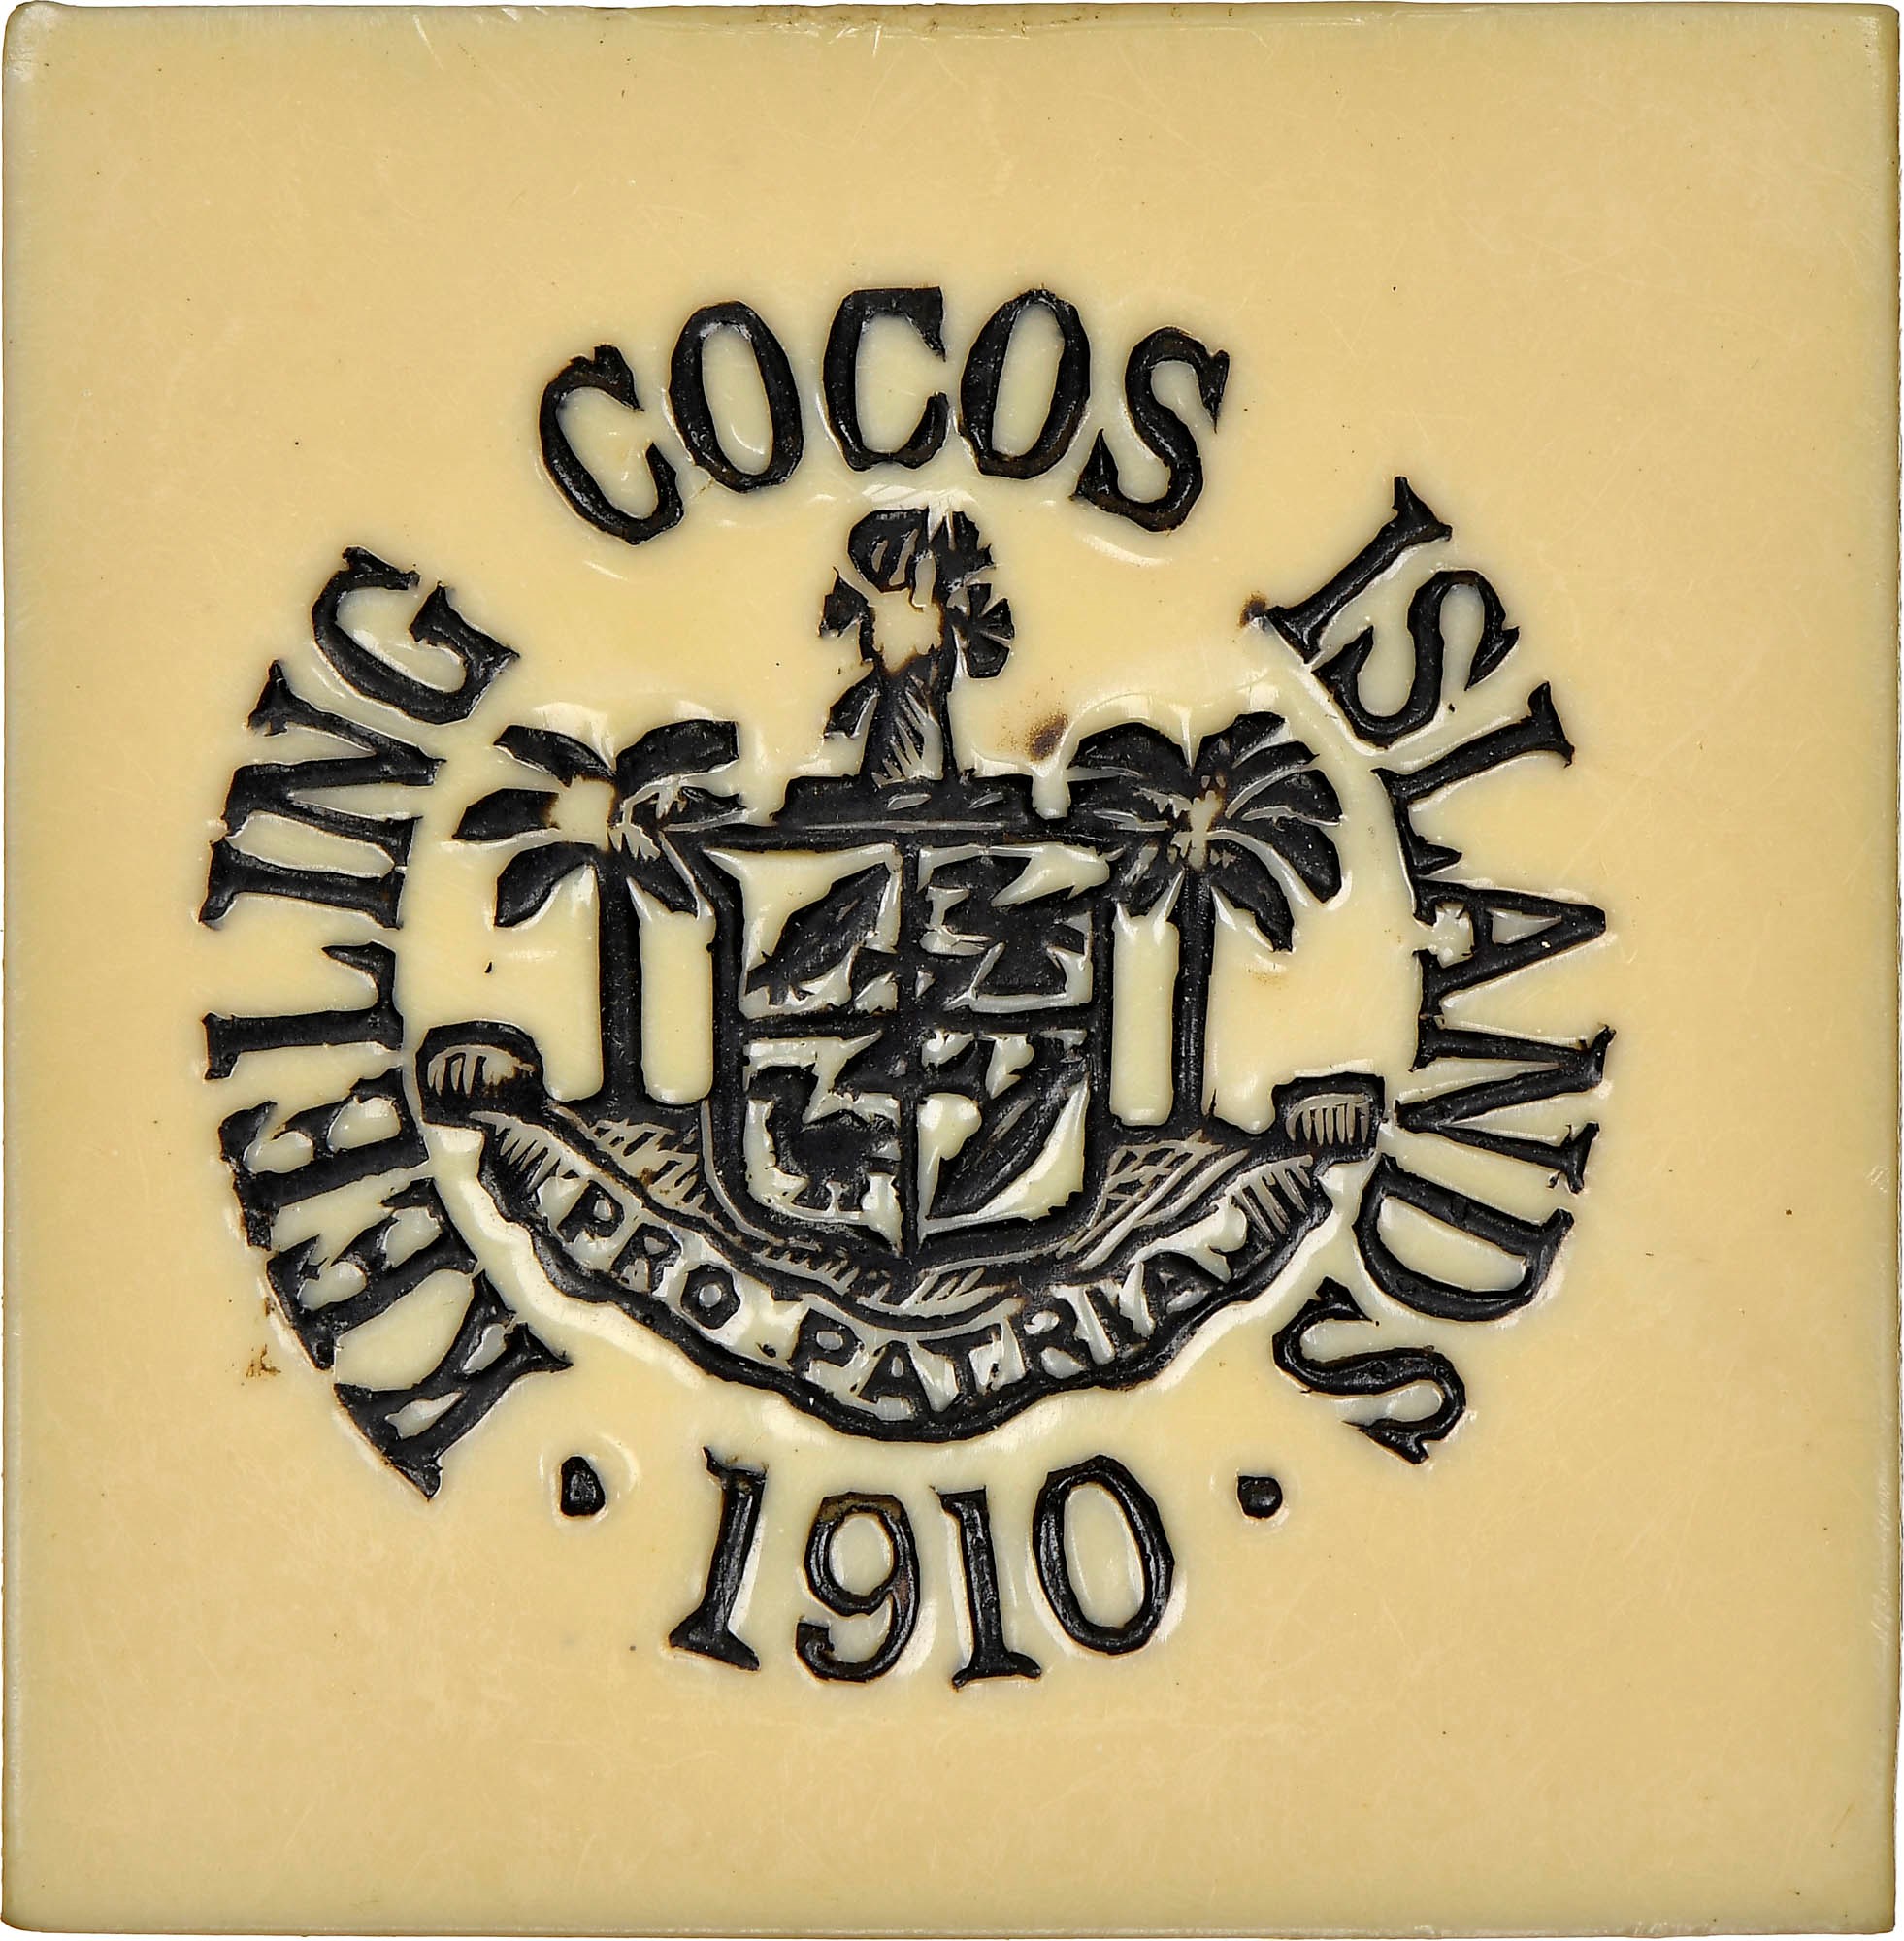 KEELING COCOS ISLANDS
PRO·PATRIA
·1910·